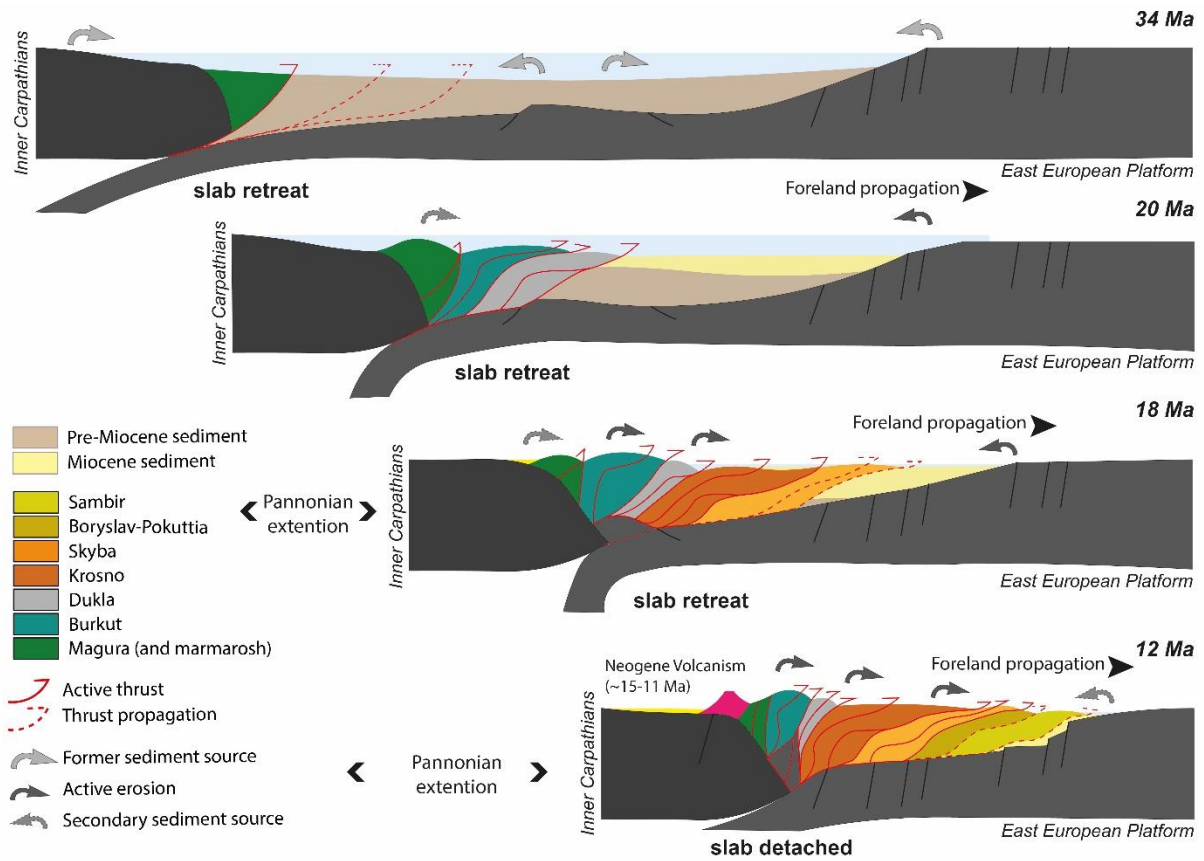 34 Ma
Inner Carpathians
East European Platform
slab retreat
Foreland propagation
20 Ma
Inner Carpathians
East European Platform
slab retreat
18 Ma
Foreland propagation
Pre-Miocene sediment
Miocene sediment
Sambir
Boryslav-Pokuttia
Skyba
Krosno
Dukla
Burkut
Magura (and marmarosh)
Active thrust
Thrust propagation
Former sediment source
Active erosion
Secondary sediment source
Pannonian
extention
Inner Carpathians
East European Platform
slab retreat
12 Ma
Neogene Volcanism
(~15-11 Ma)
Foreland propagation
Pannonian
extention
Inner Carpathians
East European Platform
slab detached